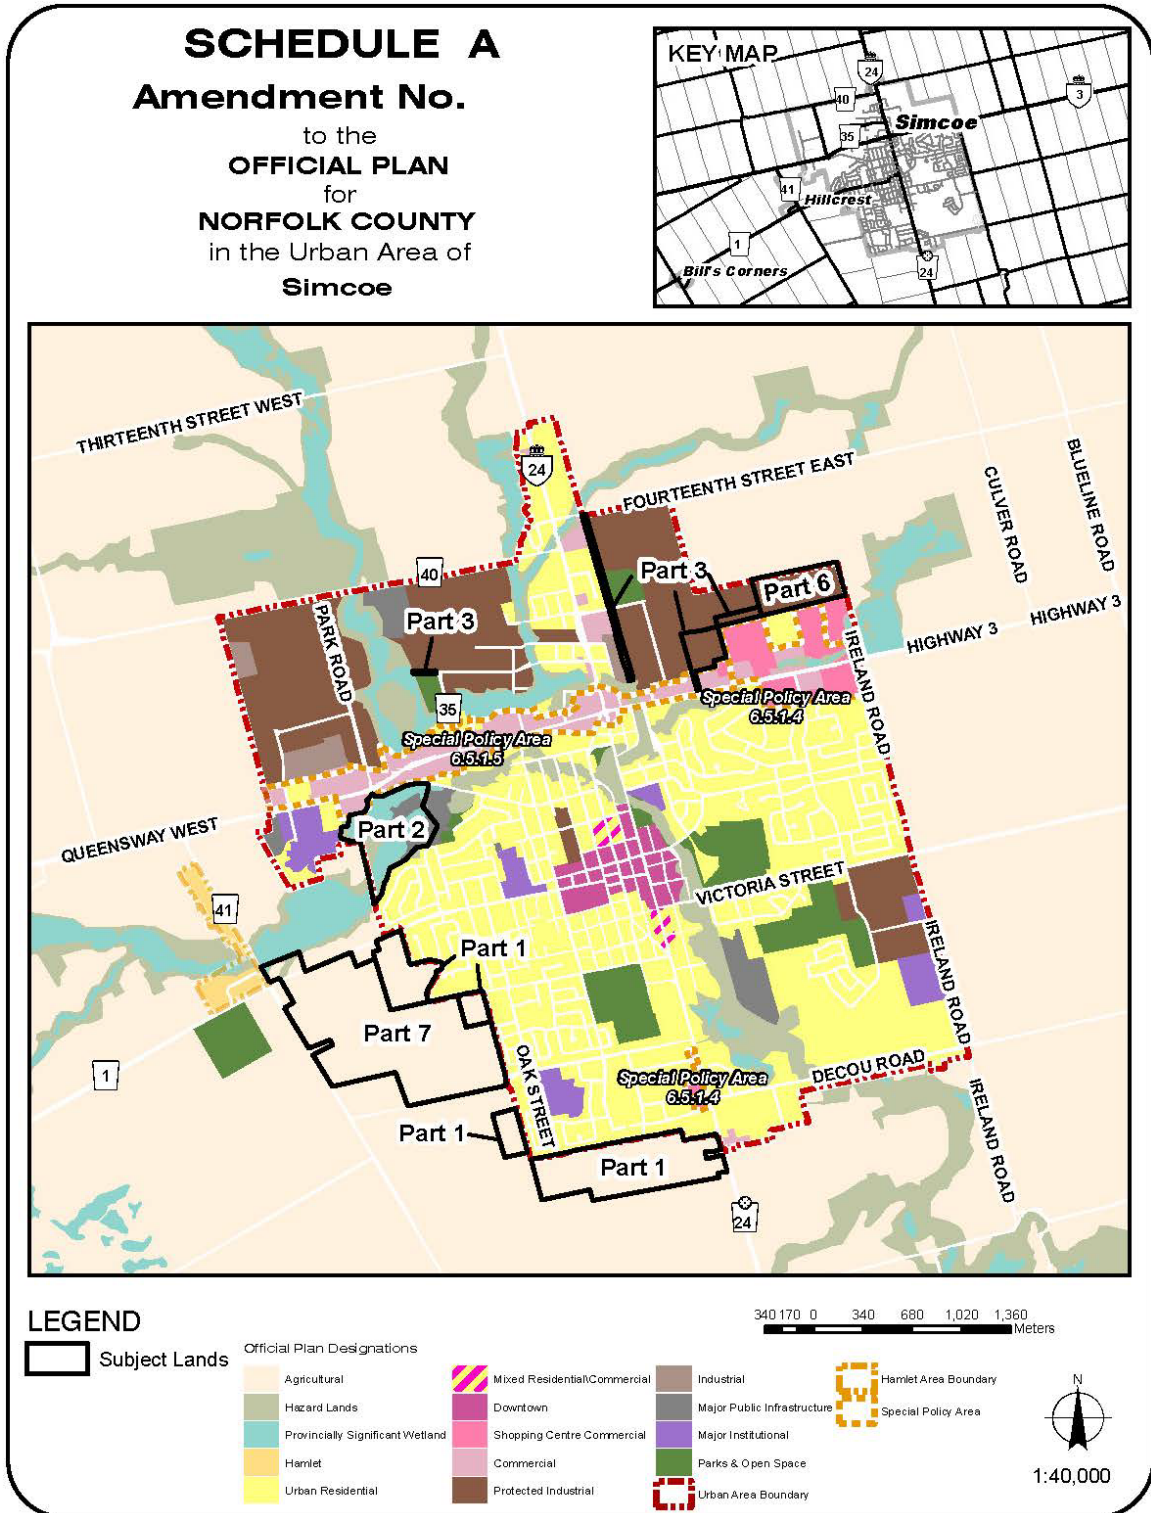 SCHEDULE A
Amendment No.
to the
OFFICIAL PLAN
for
NORFOLK COUNTY
in the Urban Area of
Simcoe
KEY MAP
24
3
40
Simcoe
35
41
Hillcrest
1
Bill's Corners
24
THIRTEENTH STREET WEST
24
FOURTEENTH STREET EAST
BLUELINE ROAD
CULVER ROAD
40
Part 3
Part 6
PARK ROAD
Part 3
HIGHWAY 3
HIGHWAY 3
IRELAND ROAD
35
Special Policy Area
6.5.1.4
Special Policy Area
6.5.1.5
QUEENSWAY WEST
Part 2
VICTORIA STREET
41
Part 1
IRELAND ROAD
Part 7
OAK STREET
1
Special Policy Area
6.5.1.4
DECOU ROAD
IRELAND ROAD
Part 1
Part 1
24
LEGEND
Subject Lands
Official Plan Designations
Agricultural
Hazard Lands
Provincially Significant Wetland
Hamlet
Urban Residential
Mixed Residential\Commercial
Downtown
Shopping Centre Commercial
Commercial
Protected Industrial
Industrial
Major Public Infrastructure
Major Institutional
Parks & Open Space
Urban Area Boundary
Hamlet Area Boundary
Special Policy Area
340 170 0 340 680 1,020 1,360
Meters
N
1:40,000